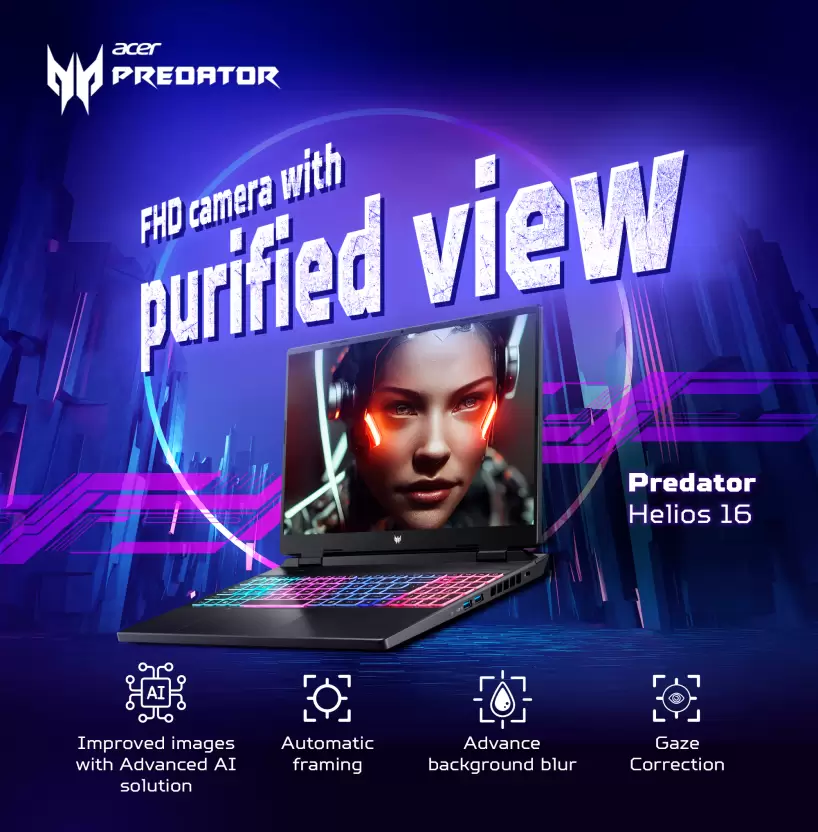 acer
PREDATOR
FHD camera with
purified view
Predator
Helios 16
AI
Improved images
with Advanced AI
solution
Automatic
framing
Advance
background blur
Gaze
Correction